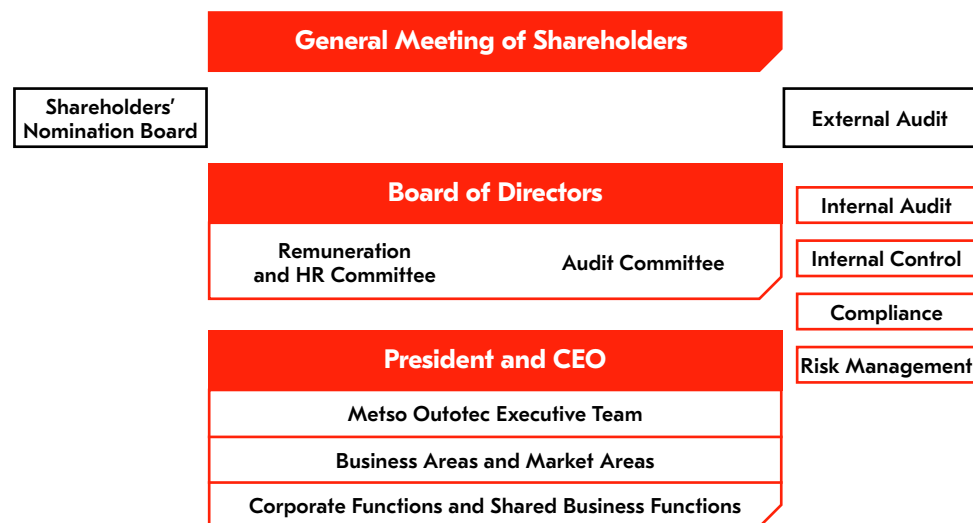 General Meeting of Shareholders
Shareholders'
Nomination Board
External Audit
Board of Directors
Remuneration
and HR Committee
Audit Committee
Internal Audit
Internal Control
Compliance
Risk Management
President and CEO
Metso Outotec Executive Team
Business Areas and Market Areas
Corporate Functions and Shared Business Functions